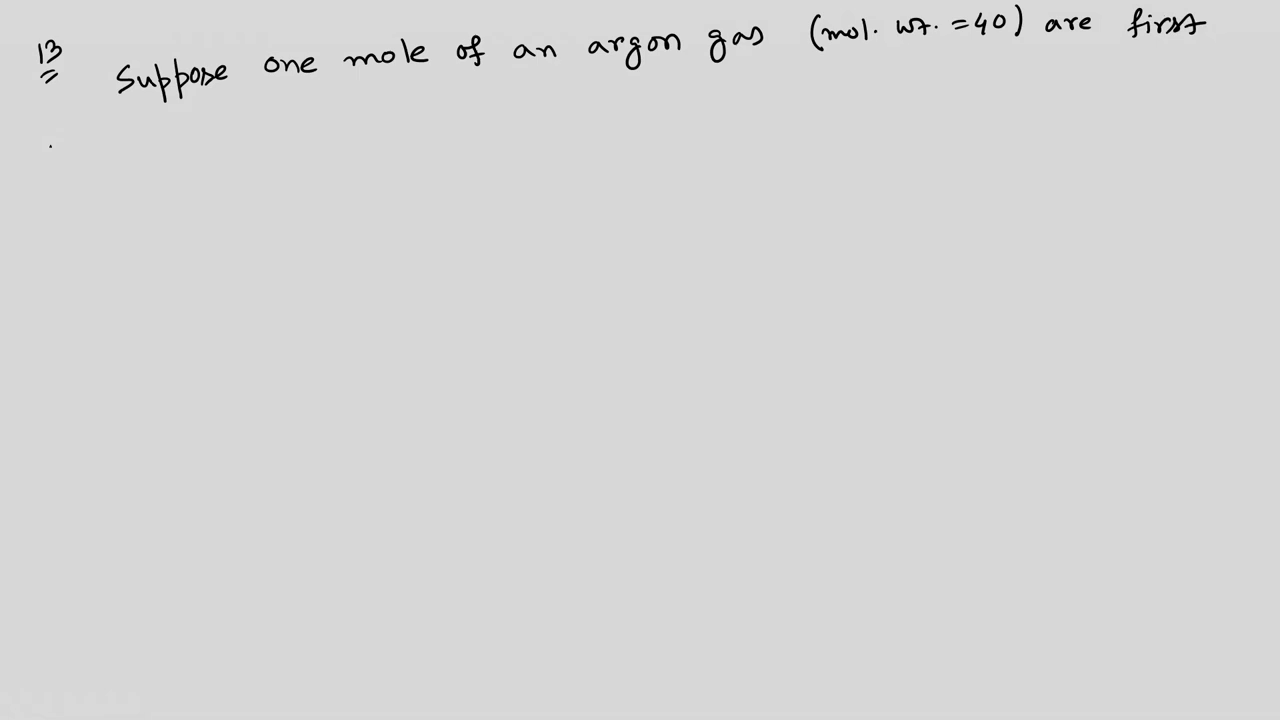 13 Suppose one mole of an argon gas (mol. wt. = 40) are first